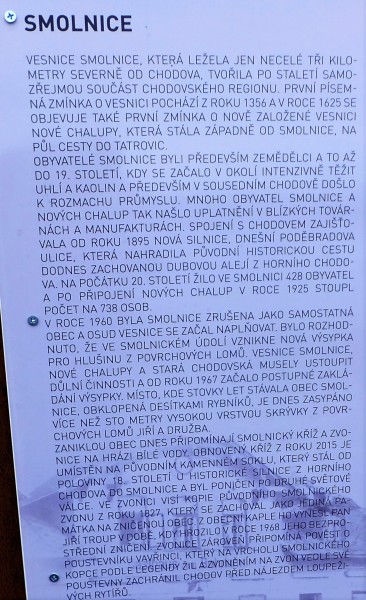 SMOLNICE
VESNICE SMOLNICE, KTERÁ LEŽELA JEN NECELÉ TŘI KILO-
METRY SEVERNĚ OD CHODOVA, TVOŘILA PO STALETÍ SAMO-
ZŘEJMOU SOUČÁST CHODOVSKÉHO REGIONU. PRVNÍ PÍSEM-
NÁ ZMÍNKA O VESNICI POCHÁZÍ Z ROKU 1356 A V ROCE 1625 SE
OBJEVUJE TAKÉ PRVNÍ ZMÍNKA O NOVĚ ZALOŽENÉ VESNICI
NOVÉ CHALUPY, KTERÁ STÁLA ZÁPADNĚ OD SMOLNICE, NA
PŮL CESTY DO TATROVIC.
OBYVATELÉ SMOLNICE BYLI PŘEDEVŠÍM ZEMĚDĚLCI A TO AŽ
DO 19. STOLETÍ, KDY SE ZAČALO V OKOLÍ INTENZIVNĚ TĚŽIT
UHLÍ A KAOLIN A PŘEDEVŠÍM V SOUSEDNÍM CHODOVĚ DOŠLO
K ROZMACHU PRŮMYSLU. MNOHO OBYVATEL SMOLNICE A
NOVÝCH CHALUP TAK NAŠLO UPLATNĚNÍ V BLÍZKÝCH TOVÁR-
NÁCH A MANUFAKTURÁCH. SPOJENÍ S CHODOVEM ZAJIŠŤO-
VALA OD ROKU 1895 NOVÁ SILNICE, DNEŠNÍ PODĚBRADOVA
ULICE, KTERÁ NAHRADILA PŮVODNÍ HISTORICKOU CESTU
DODNES ZACHOVANOU DUBOVOU ALEJÍ Z HORNÍHO CHODO-
VA. NA POČÁTKU 20. STOLETÍ ŽILO VE SMOLNICI 428 OBYVATEL
A PO PŘIPOJENÍ NOVÝCH CHALUP V ROCE 1925 STOUPL
POČET NA 738 OSOB.
V ROCE 1960 BYLA SMOLNICE ZRUŠENA JAKO SAMOSTATNÁ
OBEC A OSUD VESNICE SE ZAČAL NAPLŇOVAT. BYLO ROZHOD-
NUTO, ŽE VE SMOLNICKÉM ÚDOLÍ VZNIKNE NOVÁ VÝSYPKA
PRO HLUŠINU Z POVRCHOVÝCH LOMŮ. VESNICE SMOLNICE,
NOVÉ CHALUPY A STARÁ CHODOVSKÁ MUSELY USTOUPIT
DŮLNÍ ČINNOSTI A OD ROKU 1967 ZAČALO POSTUPNÉ ZAKLÁ-
DÁNÍ VÝSYPKY. MÍSTO, KDE STOVKY LET STÁVALA OBEC SMOL-
NICE, OBKLOPENÁ DESÍTKAMI RYBNÍKŮ, JE DNES ZASYPÁNO
VÍCE NEŽ STO METRY VYSOKOU VRSTVOU SKRÝVKY Z POVR-
CHOVÝCH LOMŮ JIŘÍ A DRUŽBA.
ZANIKLOU OBEC DNES PŘIPOMÍNAJÍ SMOLNICKÝ KŘÍŽ A ZVO-
NICE NA HRÁZI BÍLÉ VODY. OBNOVENÝ KŘÍŽ Z ROKU 2015 JE
UMÍSTĚN NA PŮVODNÍM KAMENNÉM SOKLU, KTERÝ STÁL OD
POLOVINY 18. STOLETÍ U HISTORICKÉ SILNICE Z HORNÍHO
CHODOVA DO SMOLNICE A BYL PONIČEN PO DRUHÉ SVĚTOVÉ
VÁLCE. VE ZVONICI VISÍ KOPIE PŮVODNÍHO SMOLNICKÉHO
ZVONU Z ROKU 1827, KTERÝ SE ZACHOVAL JAKO JEDINÁ PA-
MÁTKA NA ZNIČENOU OBEC. Z OBECNÍ KAPLE HO VYNESL PAN
JIŘÍ TROUP V DOBĚ, KDY HROZILO V ROCE 1968 JEHO BEZPRO-
STŘEDNÍ ZNIČENÍ. ZVONICE ZÁROVEŇ PŘIPOMÍNÁ POVĚST O
POUSTEVNÍKU VAVŘINCI, KTERÝ NA VRCHOLU SMOLNICKÉHO
KOPCE PODLE LEGENDY ŽIL A ZVONĚNÍM NA ZVON VEDLE SVÉ
POUSTEVNY ZACHRÁNIL CHODOV PŘED NÁJEZDEM LOUPEŽI-
VÝCH RYTÍŘŮ.